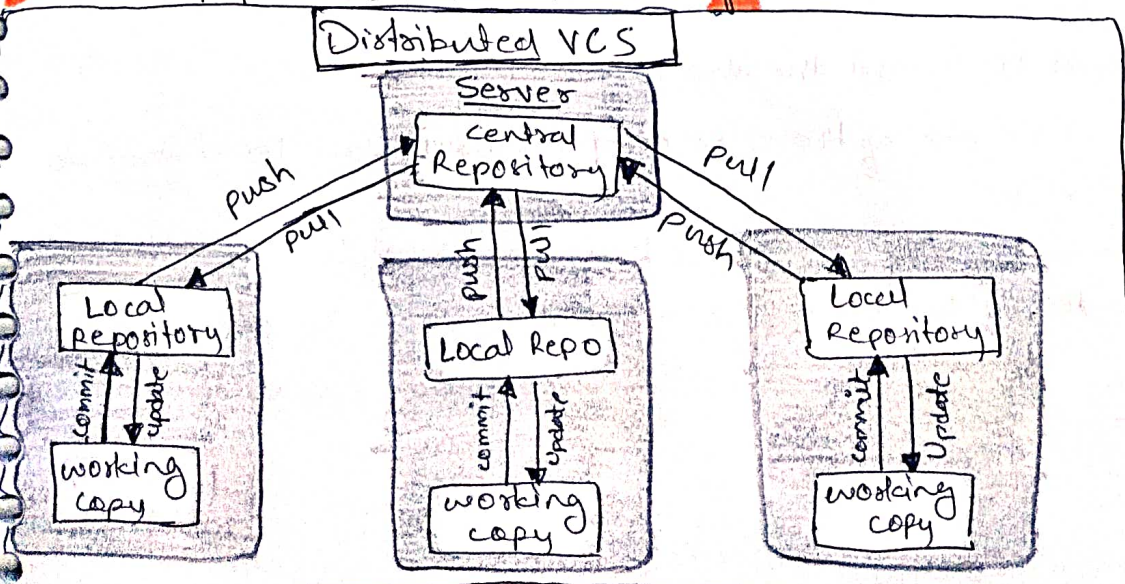 Distributed VCS
Server
Central
Repository
push
pull
pull
push
push
pull
Local
Repository
commit
update
working
copy
Local Repo
commit
update
working
copy
Local
Repository
commit
Update
working
copy